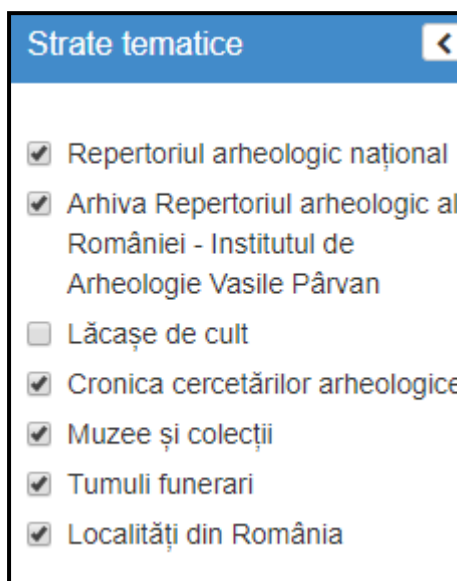 Strate tematice
Repertoriul arheologic național
Arhiva Repertoriul arheologic al
României - Institutul de
Arheologie Vasile Pârvan
Lăcașe de cult
Cronica cercetărilor arheologice
Muzee și colecții
Tumuli funerari
Localități din România